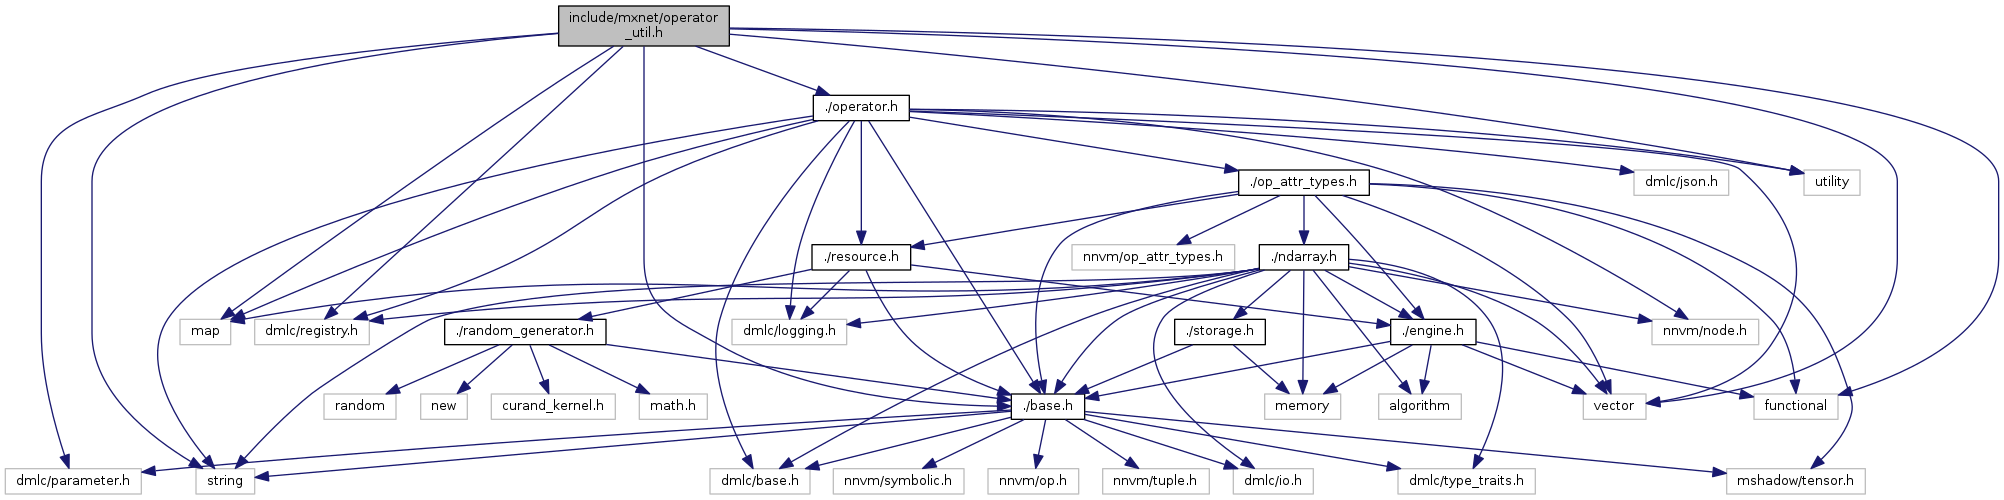 include/mxnet/operator
_util.h
./operator.h
./op_attr_types.h
dmlc/json.h
utility
./resource.h
nnvm/op_attr_types.h
./ndarray.h
map
dmlc/registry.h
./random_generator.h
dmlc/logging.h
./storage.h
./engine.h
nnvm/node.h
random
new
curand_kernel.h
math.h
./base.h
memory
algorithm
vector
functional
dmlc/parameter.h
string
dmlc/base.h
nnvm/symbolic.h
nnvm/op.h
nnvm/tuple.h
dmlc/io.h
dmlc/type_traits.h
mshadow/tensor.h